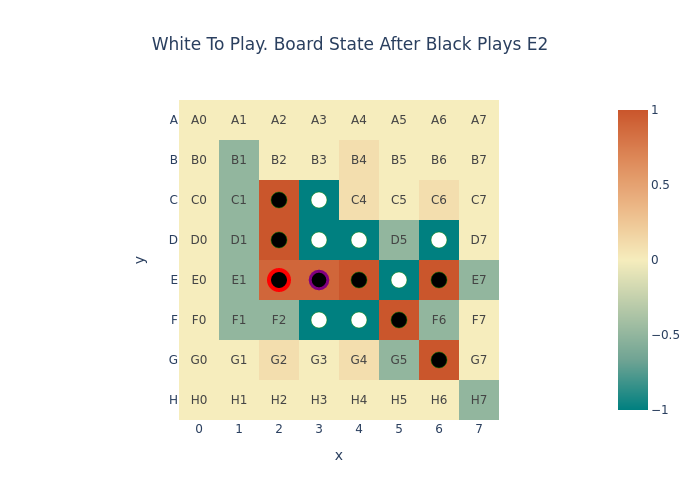 White To Play. Board State After Black Plays E2
A A0 A1 A2 A3 A4 A5 A6 A7
B B0 B1 B2 B3 B4 B5 B6 B7
C C0 C1 C4 C5 C6 C7
D D0 D1 D5 D7
E E0 E1 E7
F F0 F1 F2 F6 F7
G G0 G1 G2 G3 G4 G5 G7
H H0 H1 H2 H3 H4 H5 H6 H7
0 1 2 3 4 5 6 7
x
y
1
0.5
0
−0.5
−1